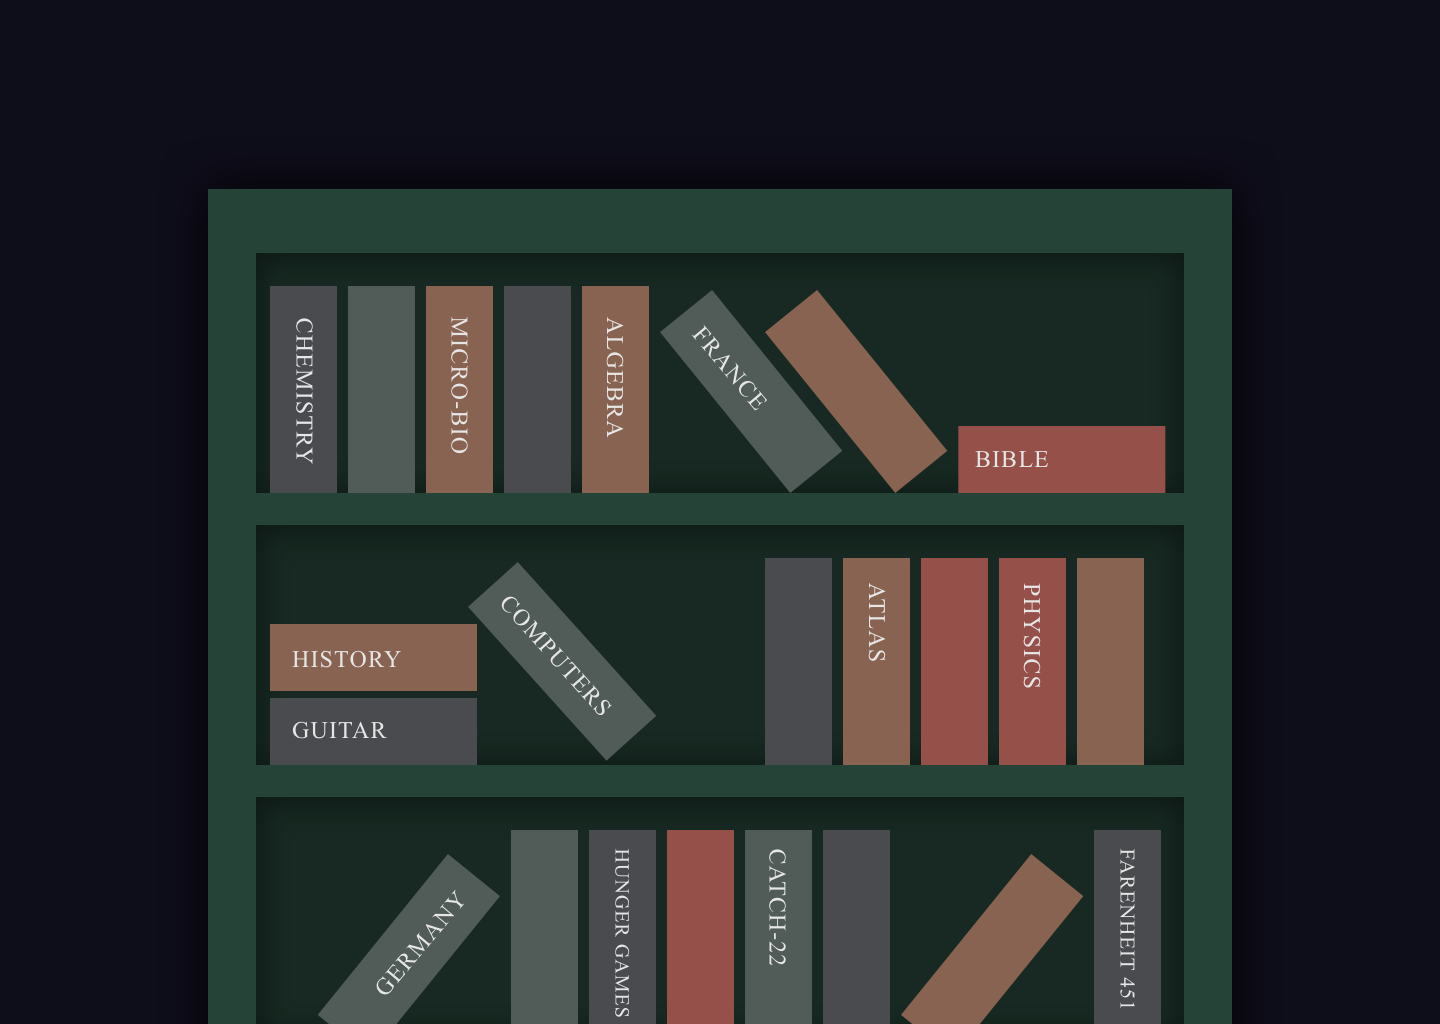 CHEMISTRY
MICRO-BIO
ALGEBRA
FRANCE
BIBLE
HISTORY
GUITAR
COMPUTERS
ATLAS
PHYSICS
GERMANY
HUNGER GAMES
CATCH-22
FARENHEIT 451